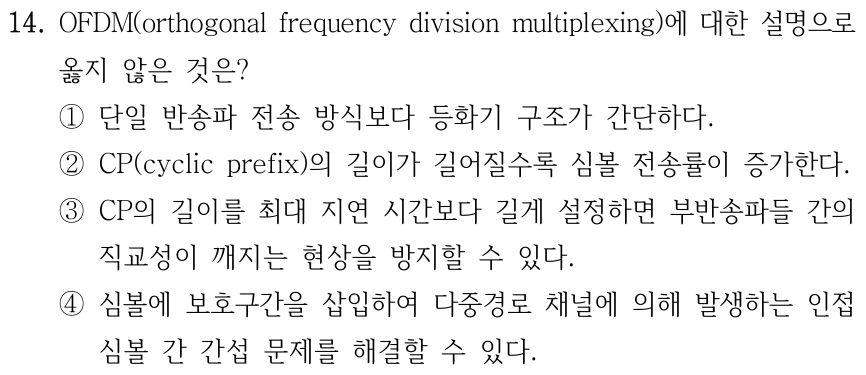 14. OFDM(orthogonal frequency division multiplexing)에 대한 설명으로
옳지 않은 것은?
① 단일 반송파 전송 방식보다 등화기 구조가 간단하다.
② CP(cyclic prefix)의 길이가 길어질수록 심볼 전송률이 증가한다.
③ CP의 길이를 최대 지연 시간보다 길게 설정하면 부반송파들 간의
직교성이 깨지는 현상을 방지할 수 있다.
④ 심볼에 보호구간을 삽입하여 다중경로 채널에 의해 발생하는 인접
심볼 간 간섭 문제를 해결할 수 있다.